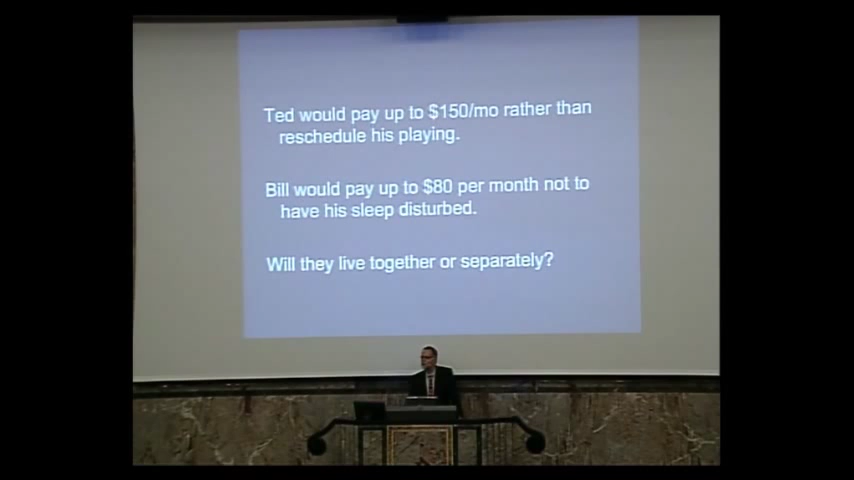 Ted would pay up to $150/mo rather than
reschedule his playing.
Bill would pay up to $80 per month not to
have his sleep disturbed.
Will they live together or separately?